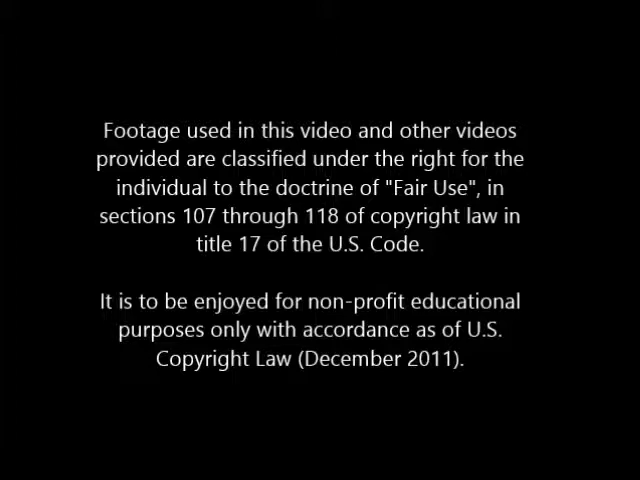 Footage used in this video and other videos
provided are classified under the right for the
individual to the doctrine of "Fair Use", in
sections 107 through 118 of copyright law in
title 17 of the U.S. Code.
It is to be enjoyed for non-profit educational
purposes only with accordance as of U.S.
Copyright Law (December 2011).